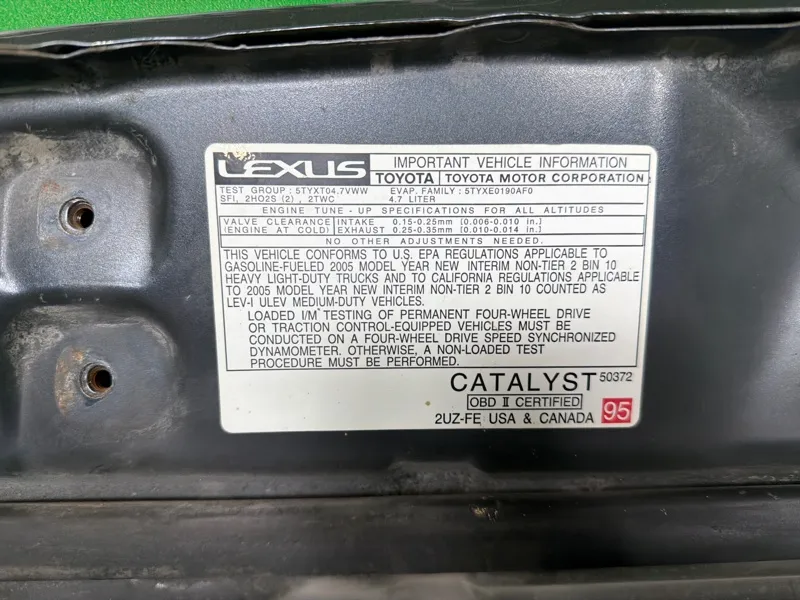 LEXUS IMPORTANT VEHICLE INFORMATION
TOYOTA TOYOTA MOTOR CORPORATION
TEST GROUP : 5TYXT04.7VWW EVAP. FAMILY : 5TYXE0190AF0
SFI, 2HO2S (2) , 2TWC 4.7 LITER
ENGINE TUNE - UP SPECIFICATIONS FOR ALL ALTITUDES
VALVE CLEARANCE INTAKE 0.15-0.25mm (0.006-0.010 in.)
(ENGINE AT COLD) EXHAUST 0.25-0.35mm (0.010-0.014 in.)
NO OTHER ADJUSTMENTS NEEDED.
THIS VEHICLE CONFORMS TO U.S. EPA REGULATIONS APPLICABLE TO
GASOLINE-FUELED 2005 MODEL YEAR NEW INTERIM NON-TIER 2 BIN 10
HEAVY LIGHT-DUTY TRUCKS AND TO CALIFORNIA REGULATIONS APPLICABLE
TO 2005 MODEL YEAR NEW INTERIM NON-TIER 2 BIN 10 COUNTED AS
LEV-I ULEV MEDIUM-DUTY VEHICLES.
LOADED I/M TESTING OF PERMANENT FOUR-WHEEL DRIVE
OR TRACTION CONTROL-EQUIPPED VEHICLES MUST BE
CONDUCTED ON A FOUR-WHEEL DRIVE SPEED SYNCHRONIZED
DYNAMOMETER. OTHERWISE, A NON-LOADED TEST
PROCEDURE MUST BE PERFORMED.
CATALYST 50372
OBD II CERTIFIED
2UZ-FE USA & CANADA 95